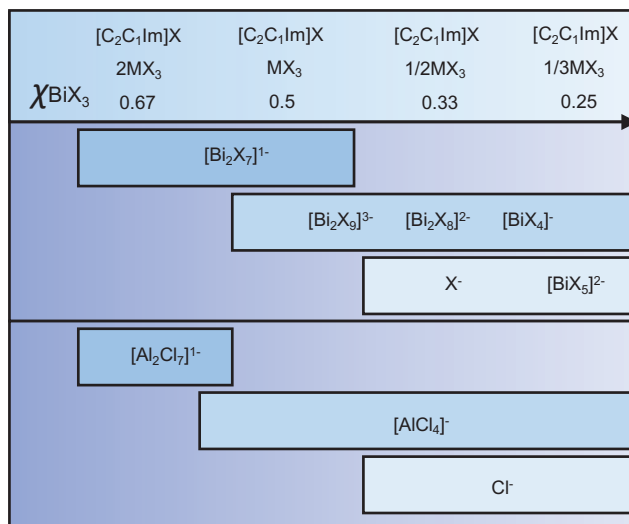 [C₂C₁Im]X [C₂C₁Im]X [C₂C₁Im]X [C₂C₁Im]X
2MX₃ MX₃ 1/2MX₃ 1/3MX₃
χBiX₃ 0.67 0.5 0.33 0.25
[Bi₂X₇]¹⁻
[Bi₂X₉]³⁻ [Bi₂X₈]²⁻ [BiX₄]⁻
X⁻ [BiX₅]²⁻
[Al₂Cl₇]¹⁻
[AlCl₄]⁻
Cl⁻